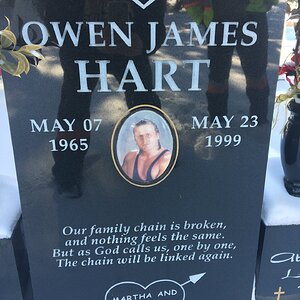 OWEN JAMES
HART
MAY 07
1965
MAY 23
1999
Our family chain is broken,
and nothing feels the same.
But as God calls us, one by one,
The chain will be linked again.
MARTHA AND